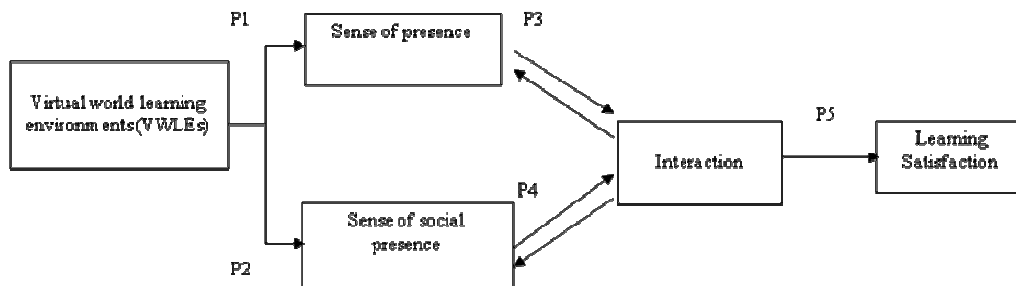 P1
P3
Sense of presence
Virtual world learning
environments(VWLEs)
P5
Interaction
Learning
Satisfaction
P4
Sense of social
presence
P2